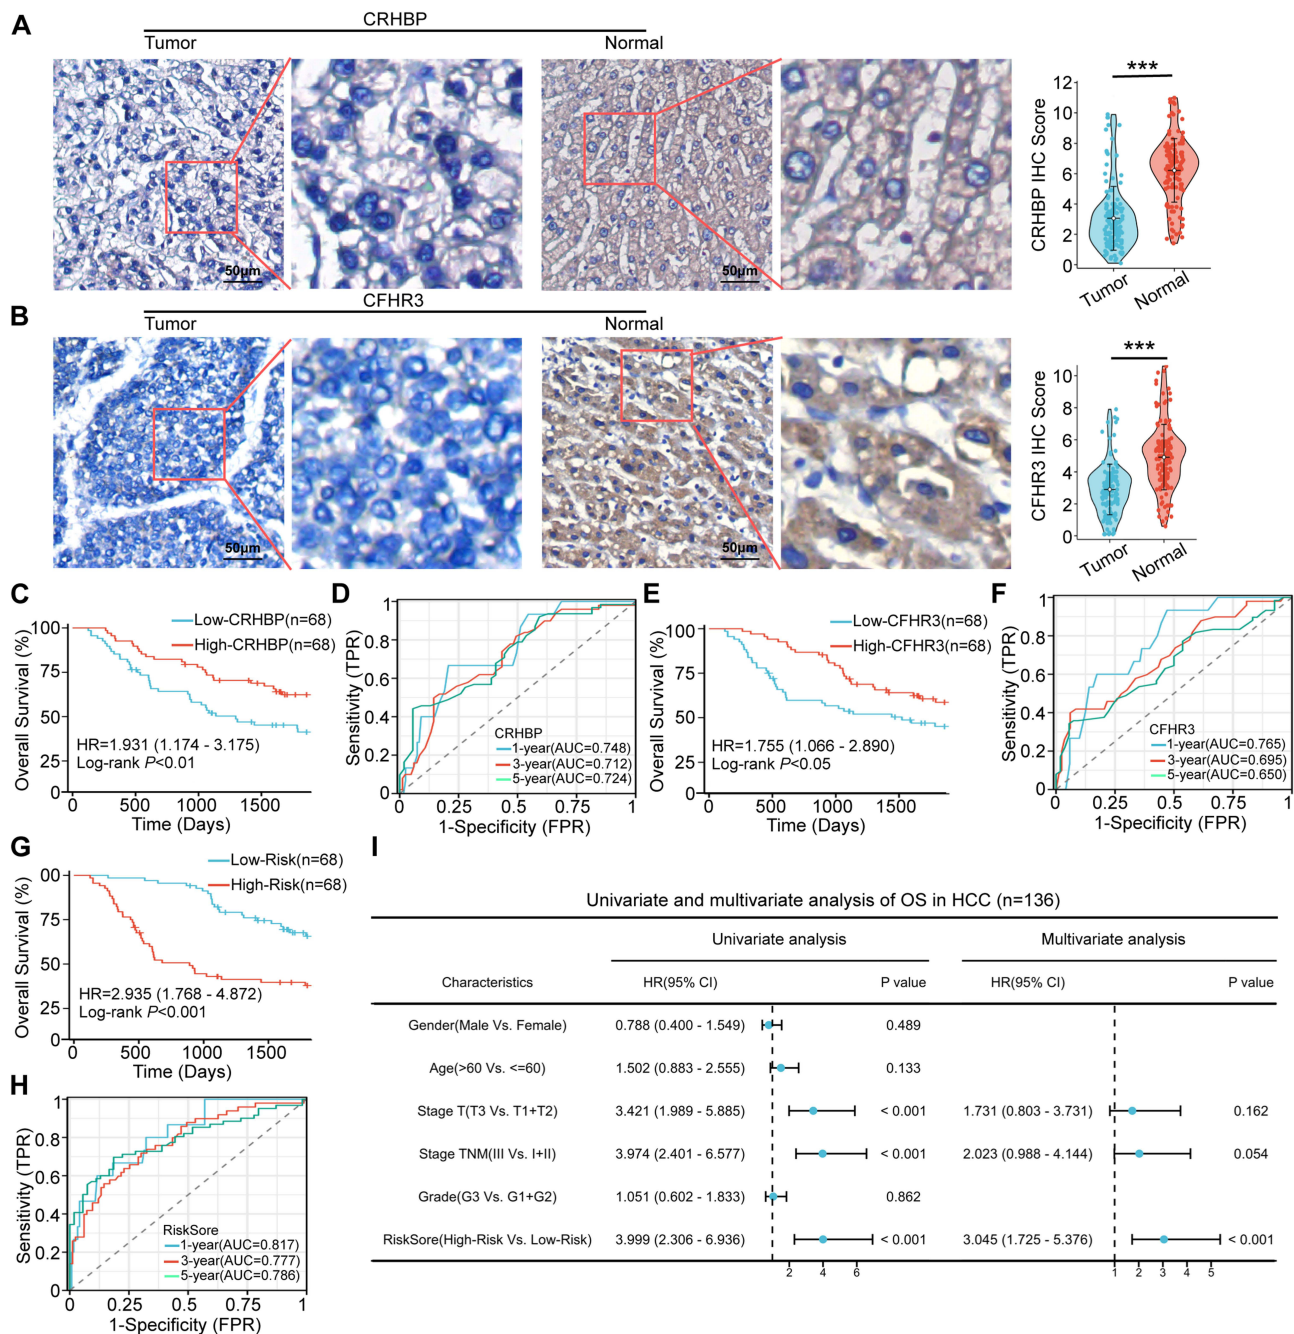 A
CRHBP
Tumor
Normal
50μm
50μm
CRHBP IHC Score
12
10
8
6
4
2
0
***
Tumor
Normal
B
CFHR3
Tumor
Normal
50μm
50μm
CFHR3 IHC Score
10
8
6
4
2
0
***
Tumor
Normal
C
Low-CRHBP(n=68)
High-CRHBP(n=68)
Overall Survival (%)
100
75
50
25
0
HR=1.931 (1.174 - 3.175)
Log-rank P<0.01
0 500 1000 1500
Time (Days)
D
Sensitivity (TPR)
1
0.8
0.6
0.4
0.2
0
CRHBP
1-year(AUC=0.748)
3-year(AUC=0.712)
5-year(AUC=0.724)
0 0.25 0.5 0.75 1
1-Specificity (FPR)
E
Low-CFHR3(n=68)
High-CFHR3(n=68)
Overall Survival (%)
100
75
50
25
0
HR=1.755 (1.066 - 2.890)
Log-rank P<0.05
0 500 1000 1500
Time (Days)
F
Sensitivity (TPR)
1
0.8
0.6
0.4
0.2
0
CFHR3
1-year(AUC=0.765)
3-year(AUC=0.695)
5-year(AUC=0.650)
0 0.25 0.5 0.75 1
1-Specificity (FPR)
G
Low-Risk(n=68)
High-Risk(n=68)
Overall Survival (%)
00
75
50
25
0
HR=2.935 (1.768 - 4.872)
Log-rank P<0.001
0 500 1000 1500
Time (Days)
H
Sensitivity (TPR)
1
0.8
0.6
0.4
0.2
0
RiskSore
1-year(AUC=0.817)
3-year(AUC=0.777)
5-year(AUC=0.786)
0 0.25 0.5 0.75 1
1-Specificity (FPR)
I
Univariate and multivariate analysis of OS in HCC (n=136)
Univariate analysis Multivariate analysis
Characteristics HR(95% CI) P value HR(95% CI) P value
Gender(Male Vs. Female) 0.788 (0.400 - 1.549) 0.489
Age(>60 Vs. <=60) 1.502 (0.883 - 2.555) 0.133
Stage T(T3 Vs. T1+T2) 3.421 (1.989 - 5.885) < 0.001 1.731 (0.803 - 3.731) 0.162
Stage TNM(III Vs. I+II) 3.974 (2.401 - 6.577) < 0.001 2.023 (0.988 - 4.144) 0.054
Grade(G3 Vs. G1+G2) 1.051 (0.602 - 1.833) 0.862
RiskSore(High-Risk Vs. Low-Risk) 3.999 (2.306 - 6.936) < 0.001 3.045 (1.725 - 5.376) < 0.001
2 4 6 1 2 3 4 5